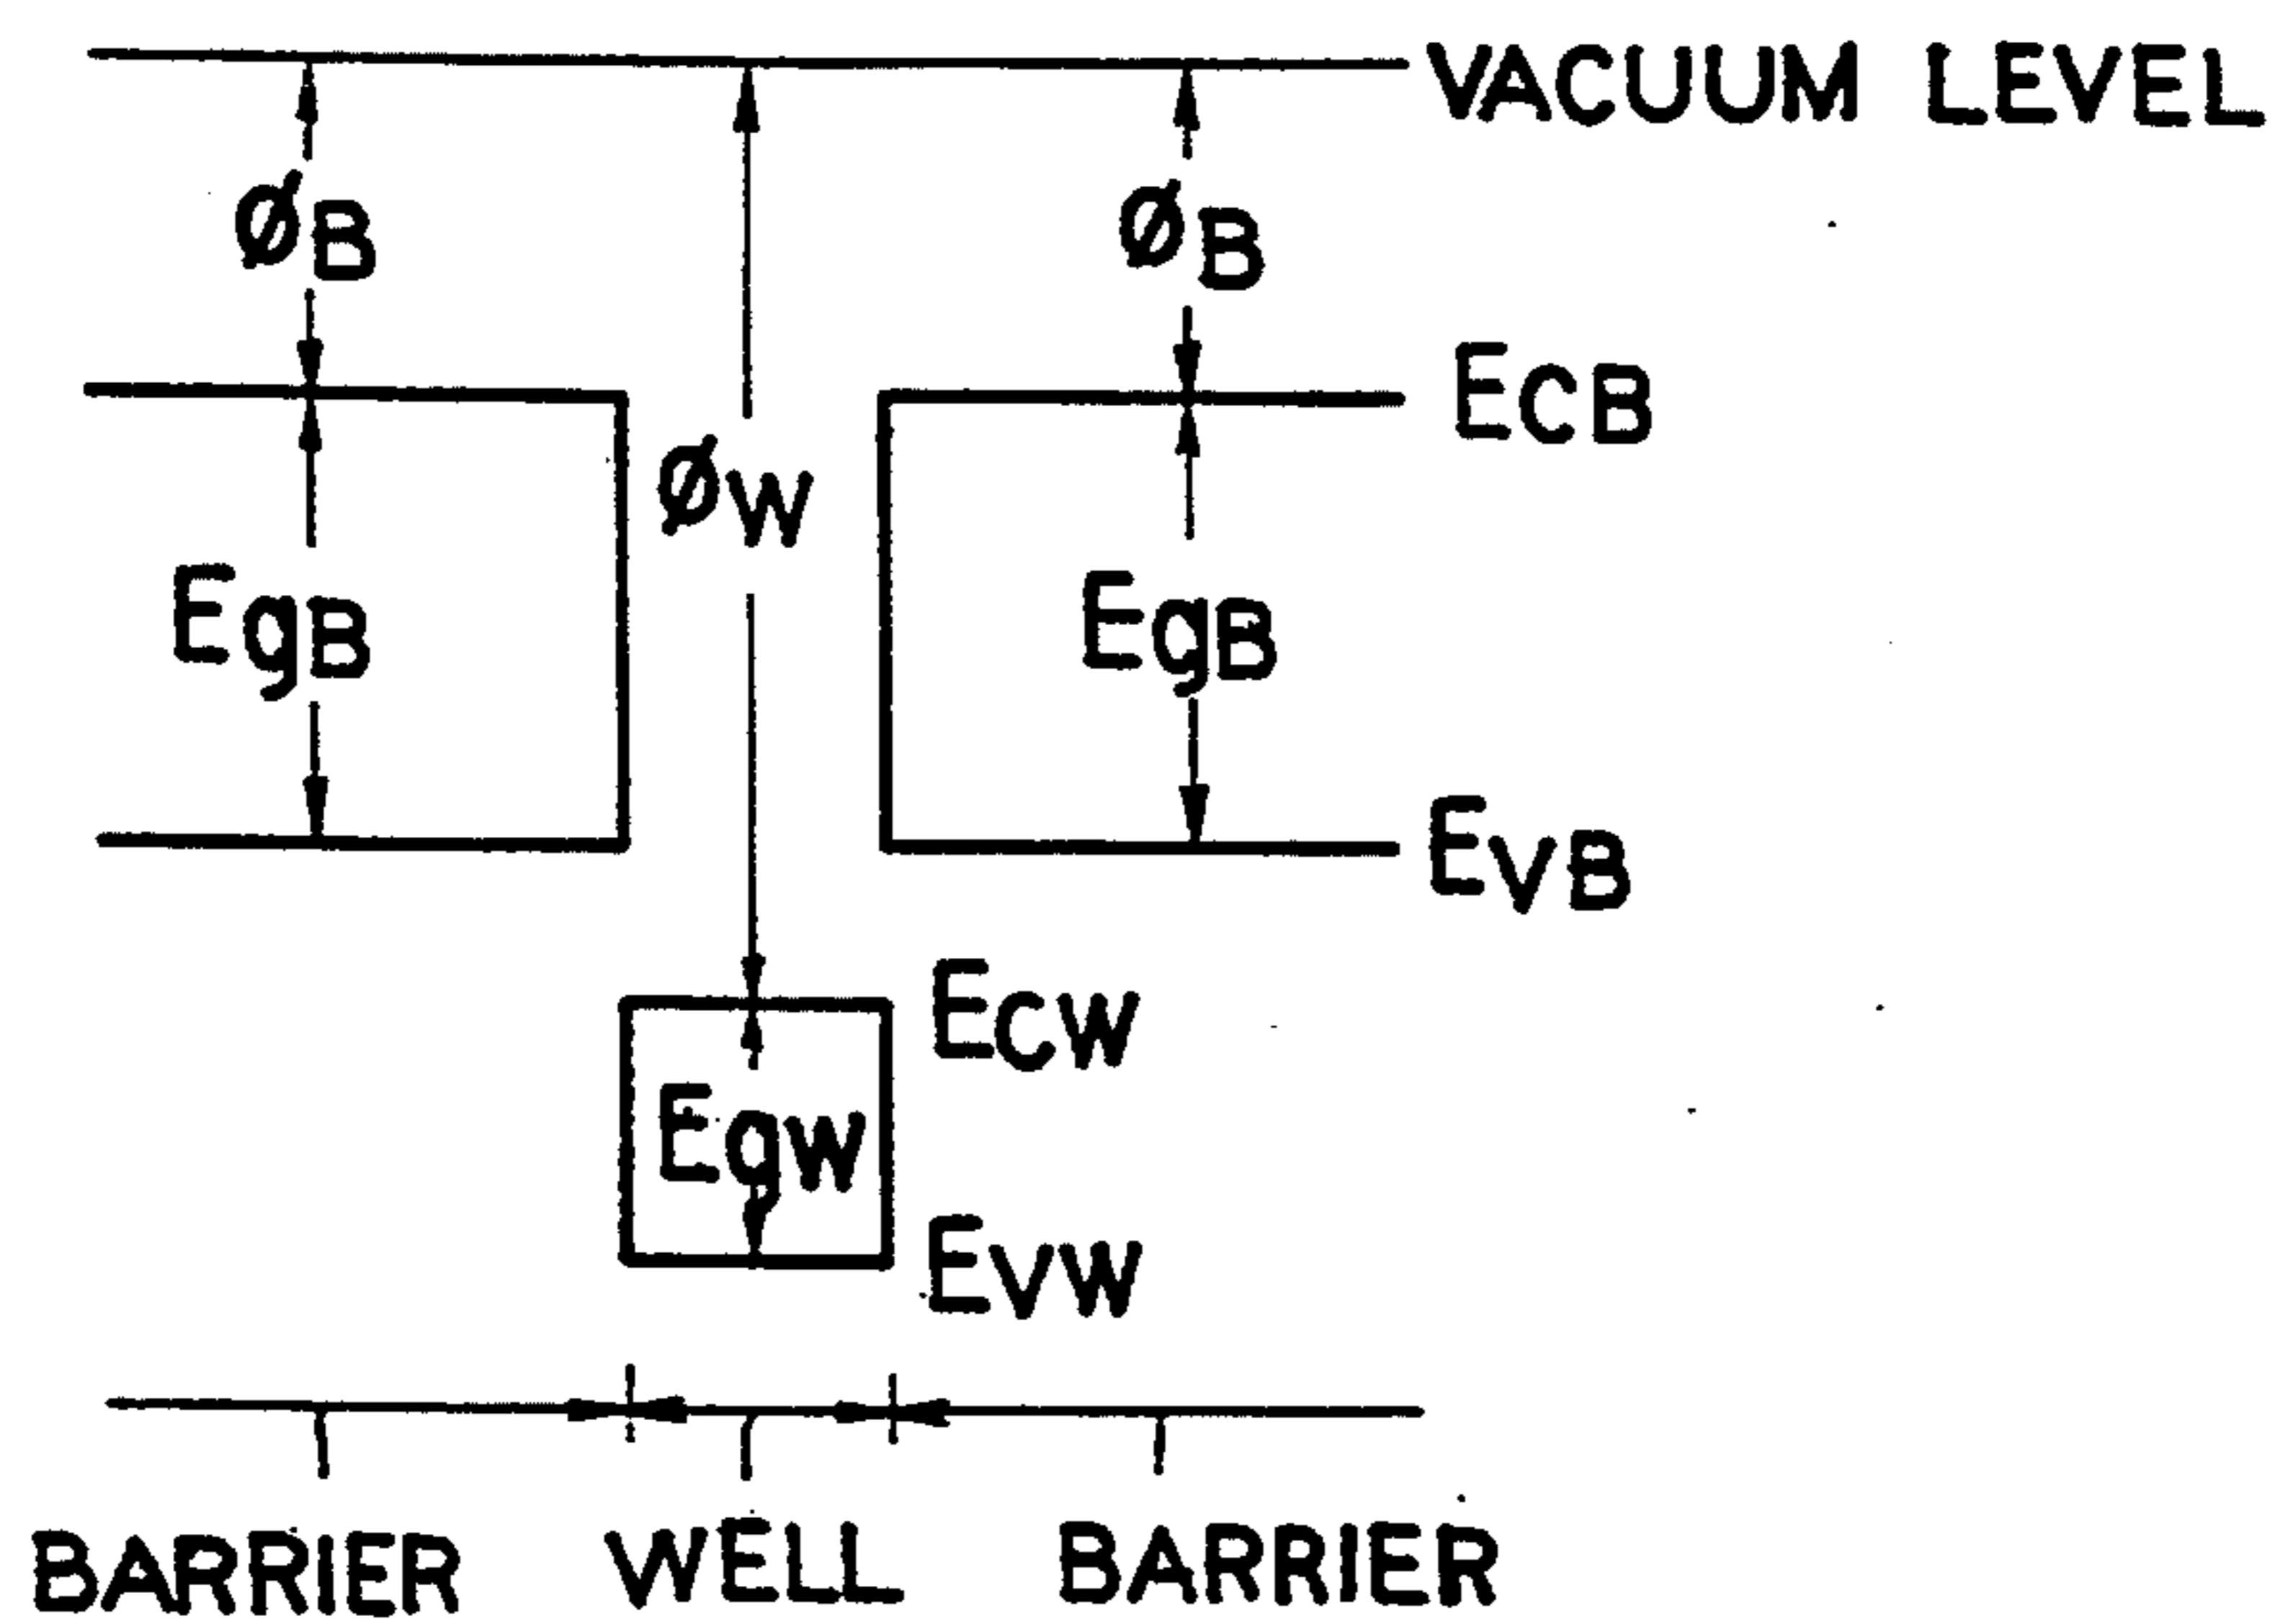 VACUUM LEVEL
ØB
ØB
ECB
ØW
EgB
EgB
EVB
ECW
EgW
EVW
BARRIER WELL BARRIER